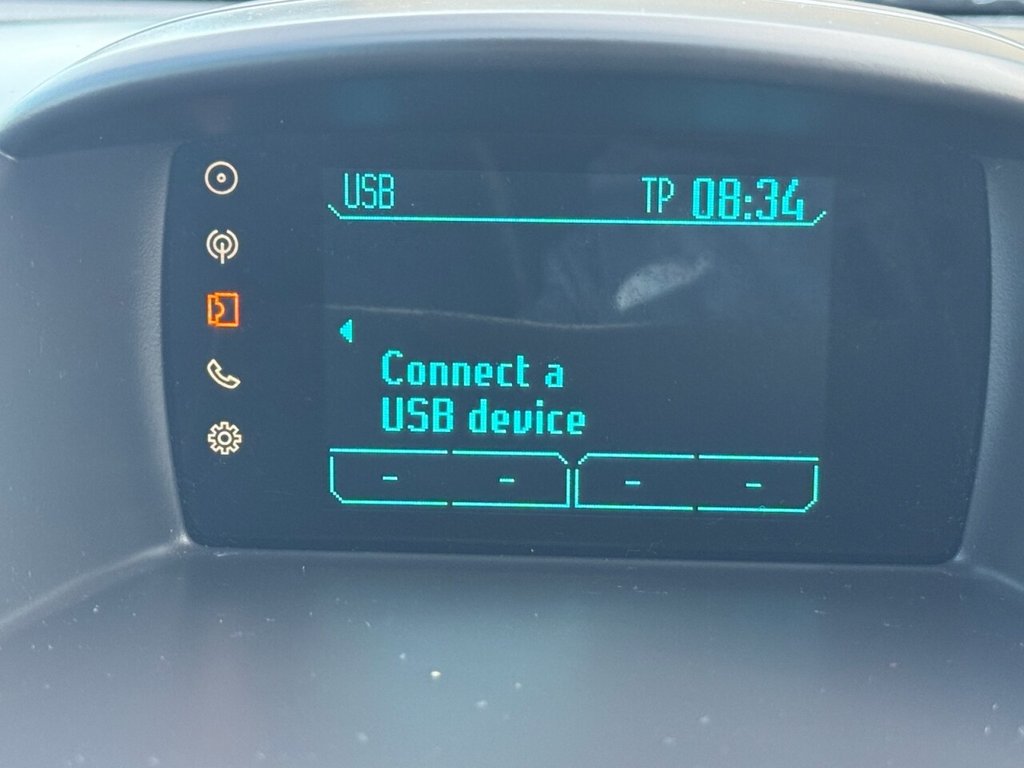 USB TP 08:34
Connect a
USB device
- - - -